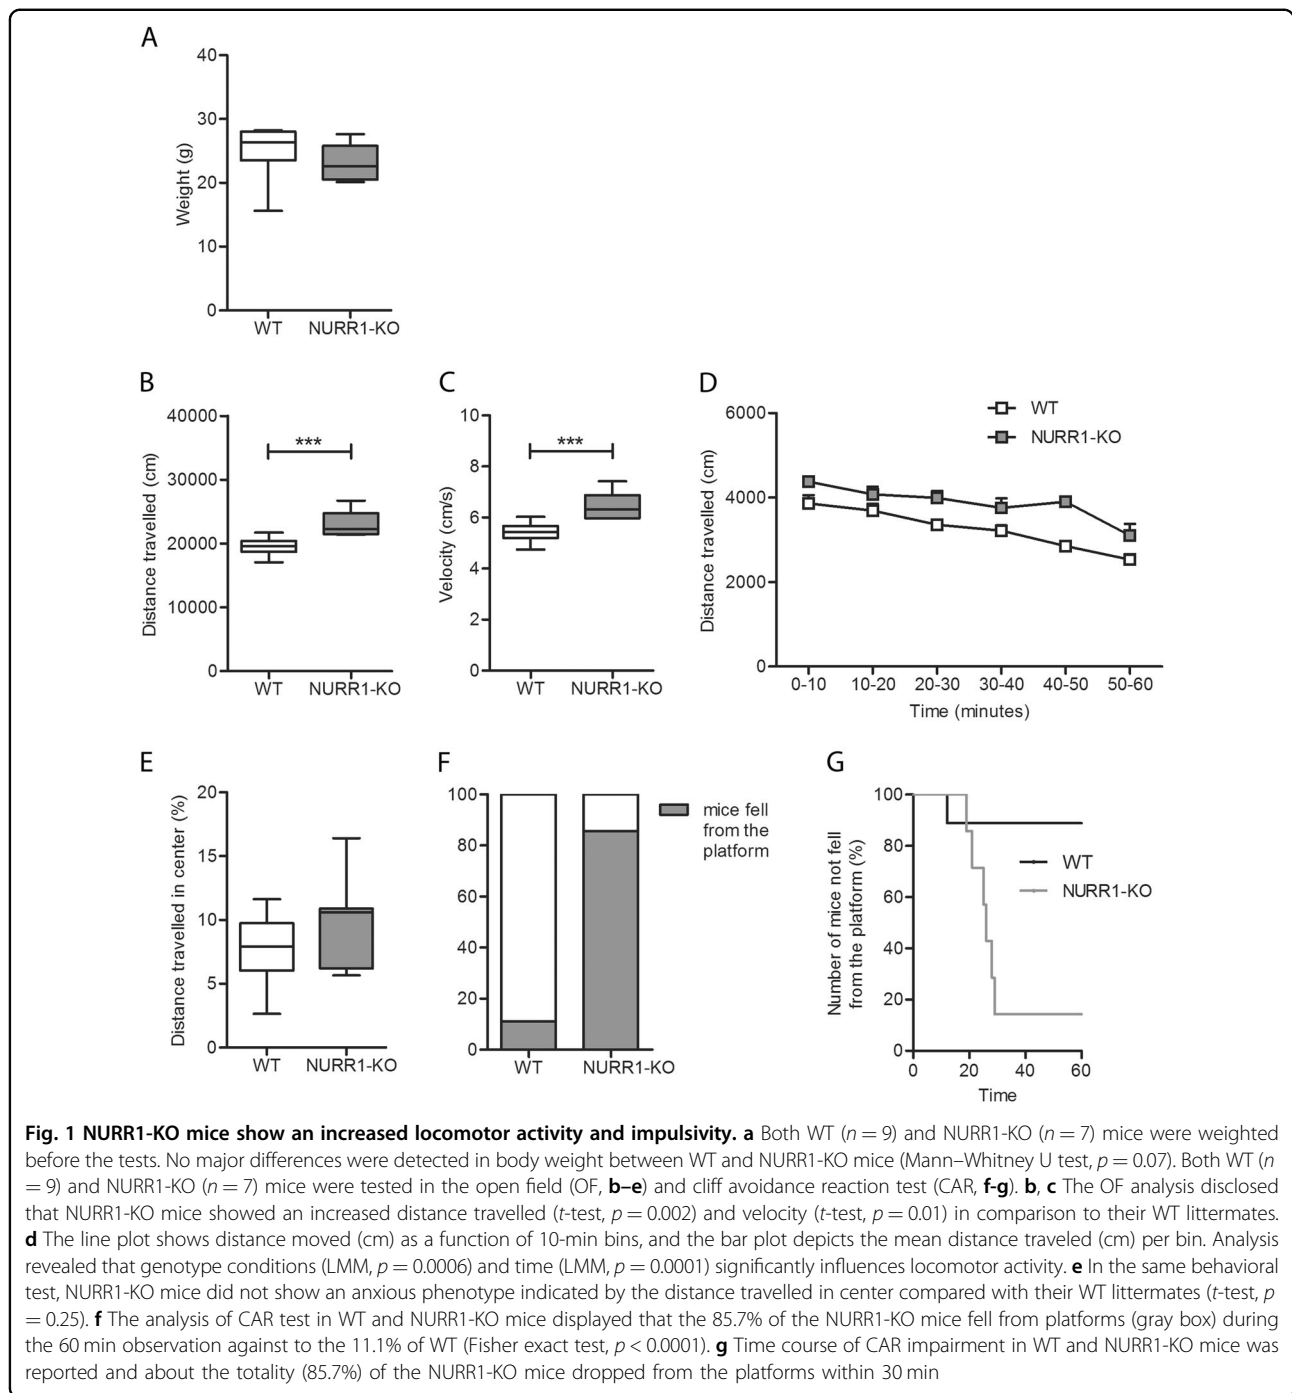 A
40
30
20
10
0
Weight (g)
WT
NURR1-KO
B
40000
30000
20000
10000
0
Distance travelled (cm)
***
WT
NURR1-KO
C
10
8
6
4
2
0
Velocity (cm/s)
***
WT
NURR1-KO
D
6000
4000
2000
0
Distance travelled (cm)
WT
NURR1-KO
0-10
10-20
20-30
30-40
40-50
50-60
Time (minutes)
E
20
15
10
5
0
Distance travelled in center (%)
WT
NURR1-KO
F
100
80
60
40
20
0
WT
NURR1-KO
mice fell
from the
platform
G
100
80
60
40
20
0
Number of mice not fell
from the platform (%)
WT
NURR1-KO
0
20
40
60
Time
Fig. 1 NURR1-KO mice show an increased locomotor activity and impulsivity. a Both WT (n = 9) and NURR1-KO (n = 7) mice were weighted
before the tests. No major differences were detected in body weight between WT and NURR1-KO mice (Mann–Whitney U test, p = 0.07). Both WT (n
= 9) and NURR1-KO (n = 7) mice were tested in the open field (OF, b–e) and cliff avoidance reaction test (CAR, f-g). b, c The OF analysis disclosed
that NURR1-KO mice showed an increased distance travelled (t-test, p = 0.002) and velocity (t-test, p = 0.01) in comparison to their WT littermates.
d The line plot shows distance moved (cm) as a function of 10-min bins, and the bar plot depicts the mean distance traveled (cm) per bin. Analysis
revealed that genotype conditions (LMM, p = 0.0006) and time (LMM, p = 0.0001) significantly influences locomotor activity. e In the same behavioral
test, NURR1-KO mice did not show an anxious phenotype indicated by the distance travelled in center compared with their WT littermates (t-test, p
= 0.25). f The analysis of CAR test in WT and NURR1-KO mice displayed that the 85.7% of the NURR1-KO mice fell from platforms (gray box) during
the 60 min observation against to the 11.1% of WT (Fisher exact test, p < 0.0001). g Time course of CAR impairment in WT and NURR1-KO mice was
reported and about the totality (85.7%) of the NURR1-KO mice dropped from the platforms within 30 min